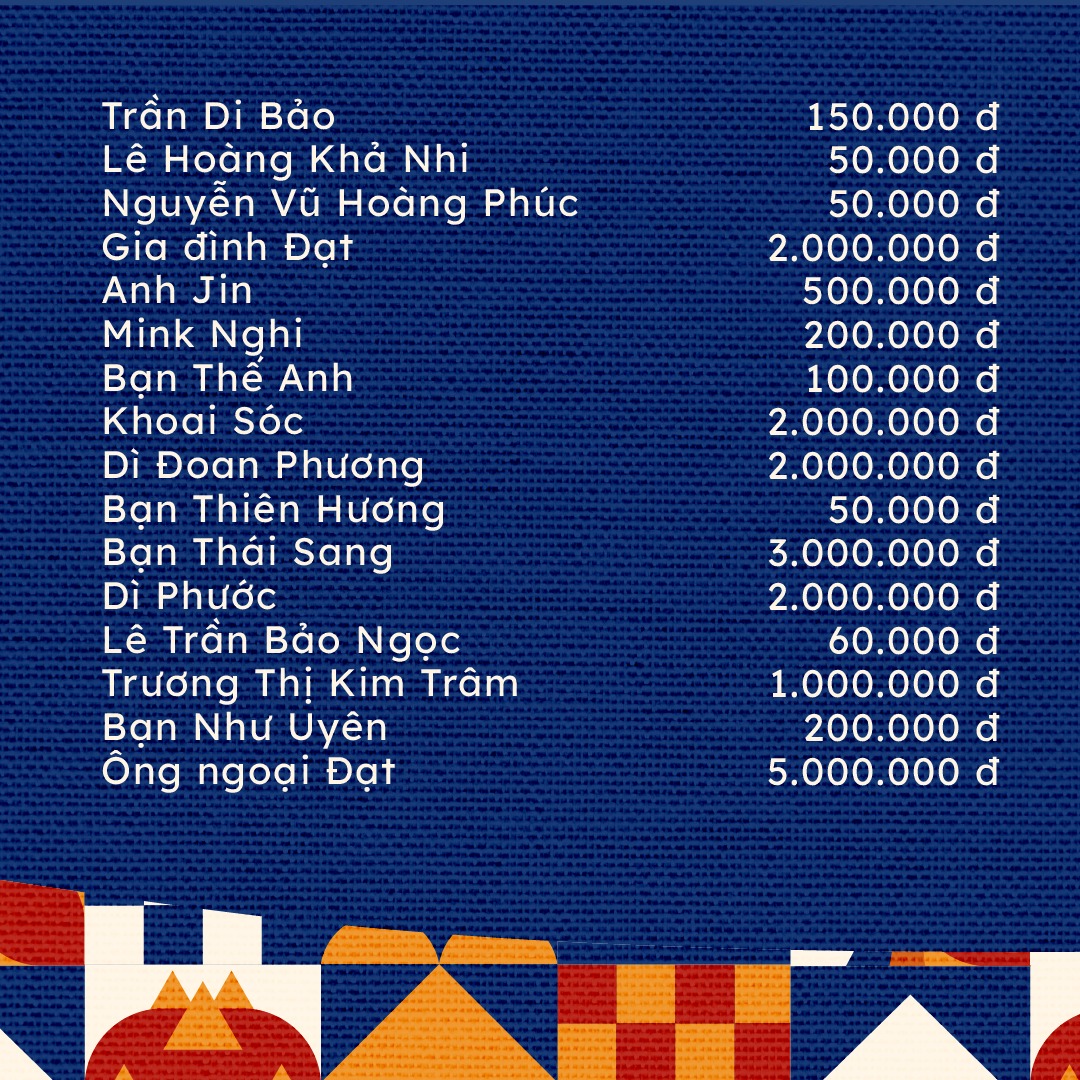 Trần Di Bảo 150.000 đ
Lê Hoàng Khả Nhi 50.000 đ
Nguyễn Vũ Hoàng Phúc 50.000 đ
Gia đình Đạt 2.000.000 đ
Anh Jin 500.000 đ
Mink Nghi 200.000 đ
Bạn Thế Anh 100.000 đ
Khoai Sóc 2.000.000 đ
Dì Đoan Phương 2.000.000 đ
Bạn Thiên Hương 50.000 đ
Bạn Thái Sang 3.000.000 đ
Dì Phước 2.000.000 đ
Lê Trần Bảo Ngọc 60.000 đ
Trương Thị Kim Trâm 1.000.000 đ
Bạn Như Uyên 200.000 đ
Ông ngoại Đạt 5.000.000 đ